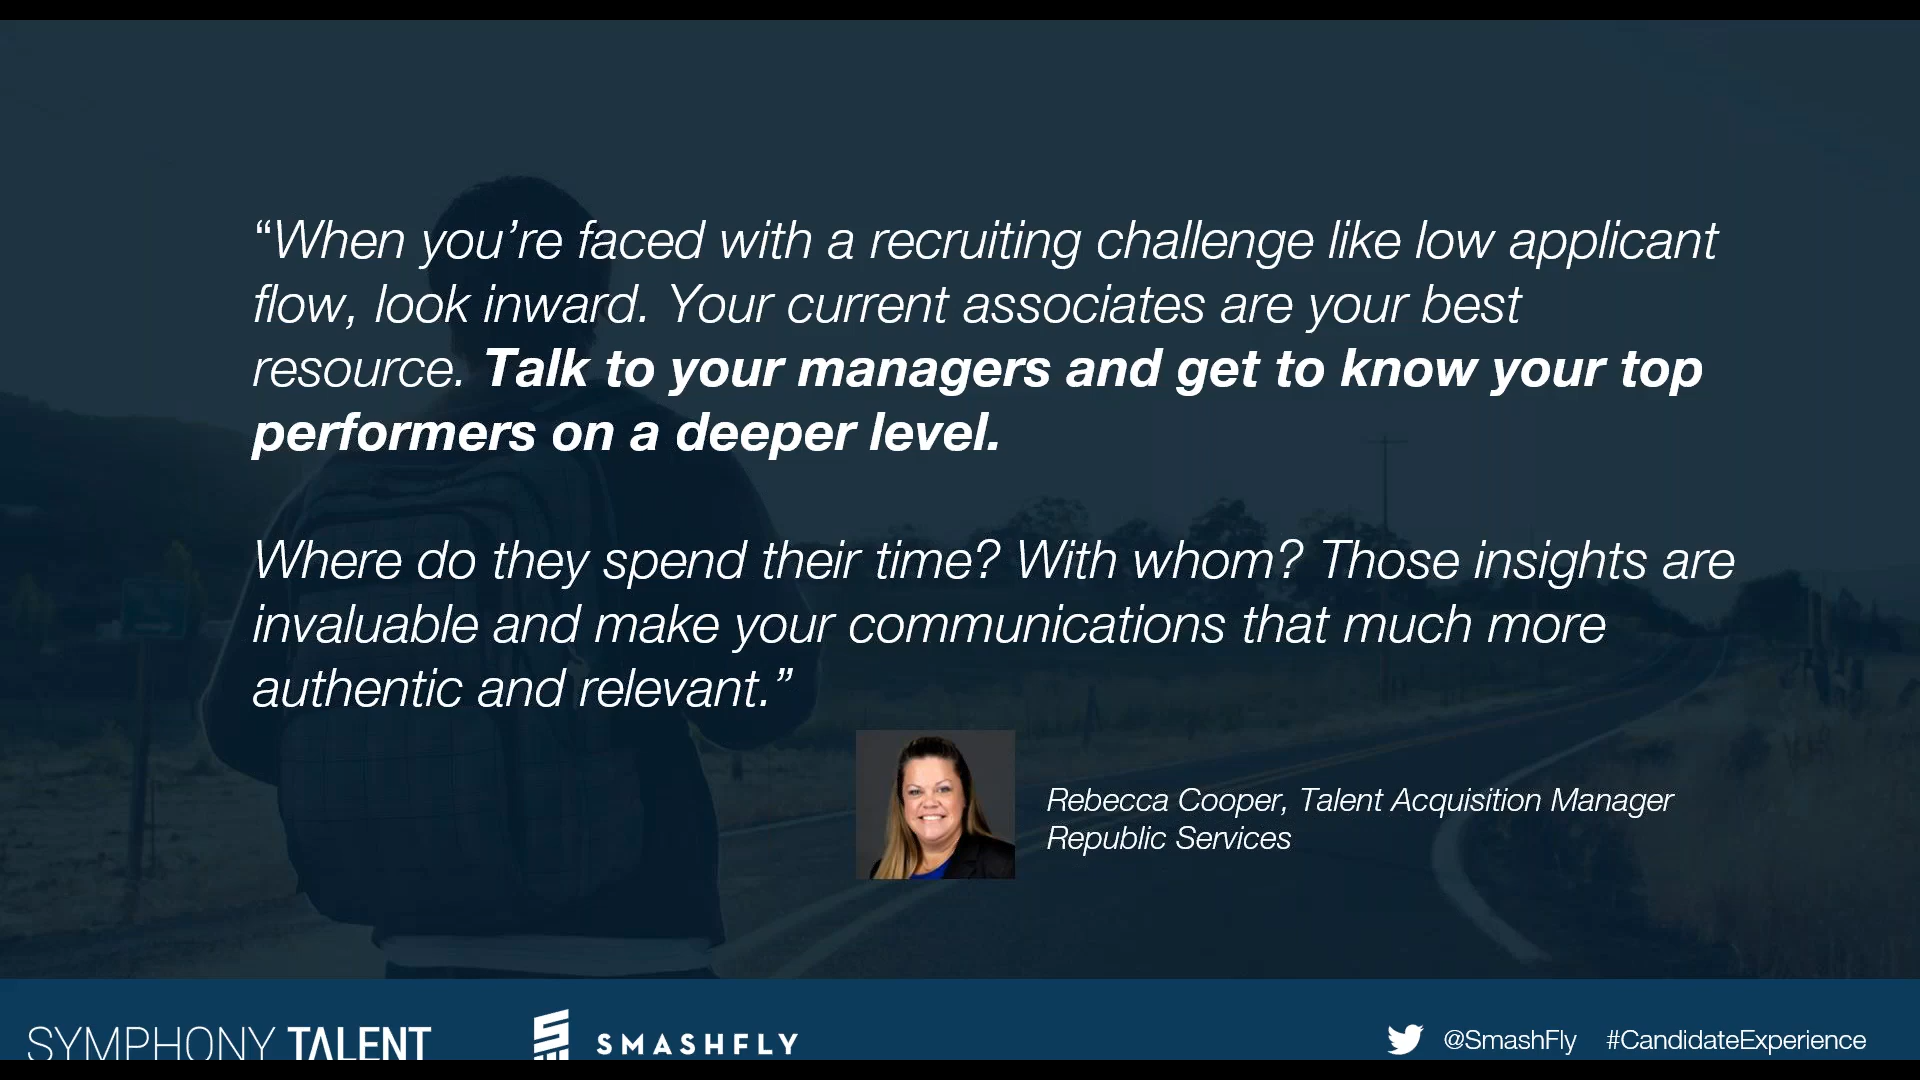 “When you’re faced with a recruiting challenge like low applicant
flow, look inward. Your current associates are your best
resource. Talk to your managers and get to know your top
performers on a deeper level.
Where do they spend their time? With whom? Those insights are
invaluable and make your communications that much more
authentic and relevant.”
Rebecca Cooper, Talent Acquisition Manager
Republic Services
SYMPHONY TALENT
SMASHFLY
@SmashFly #CandidateExperience